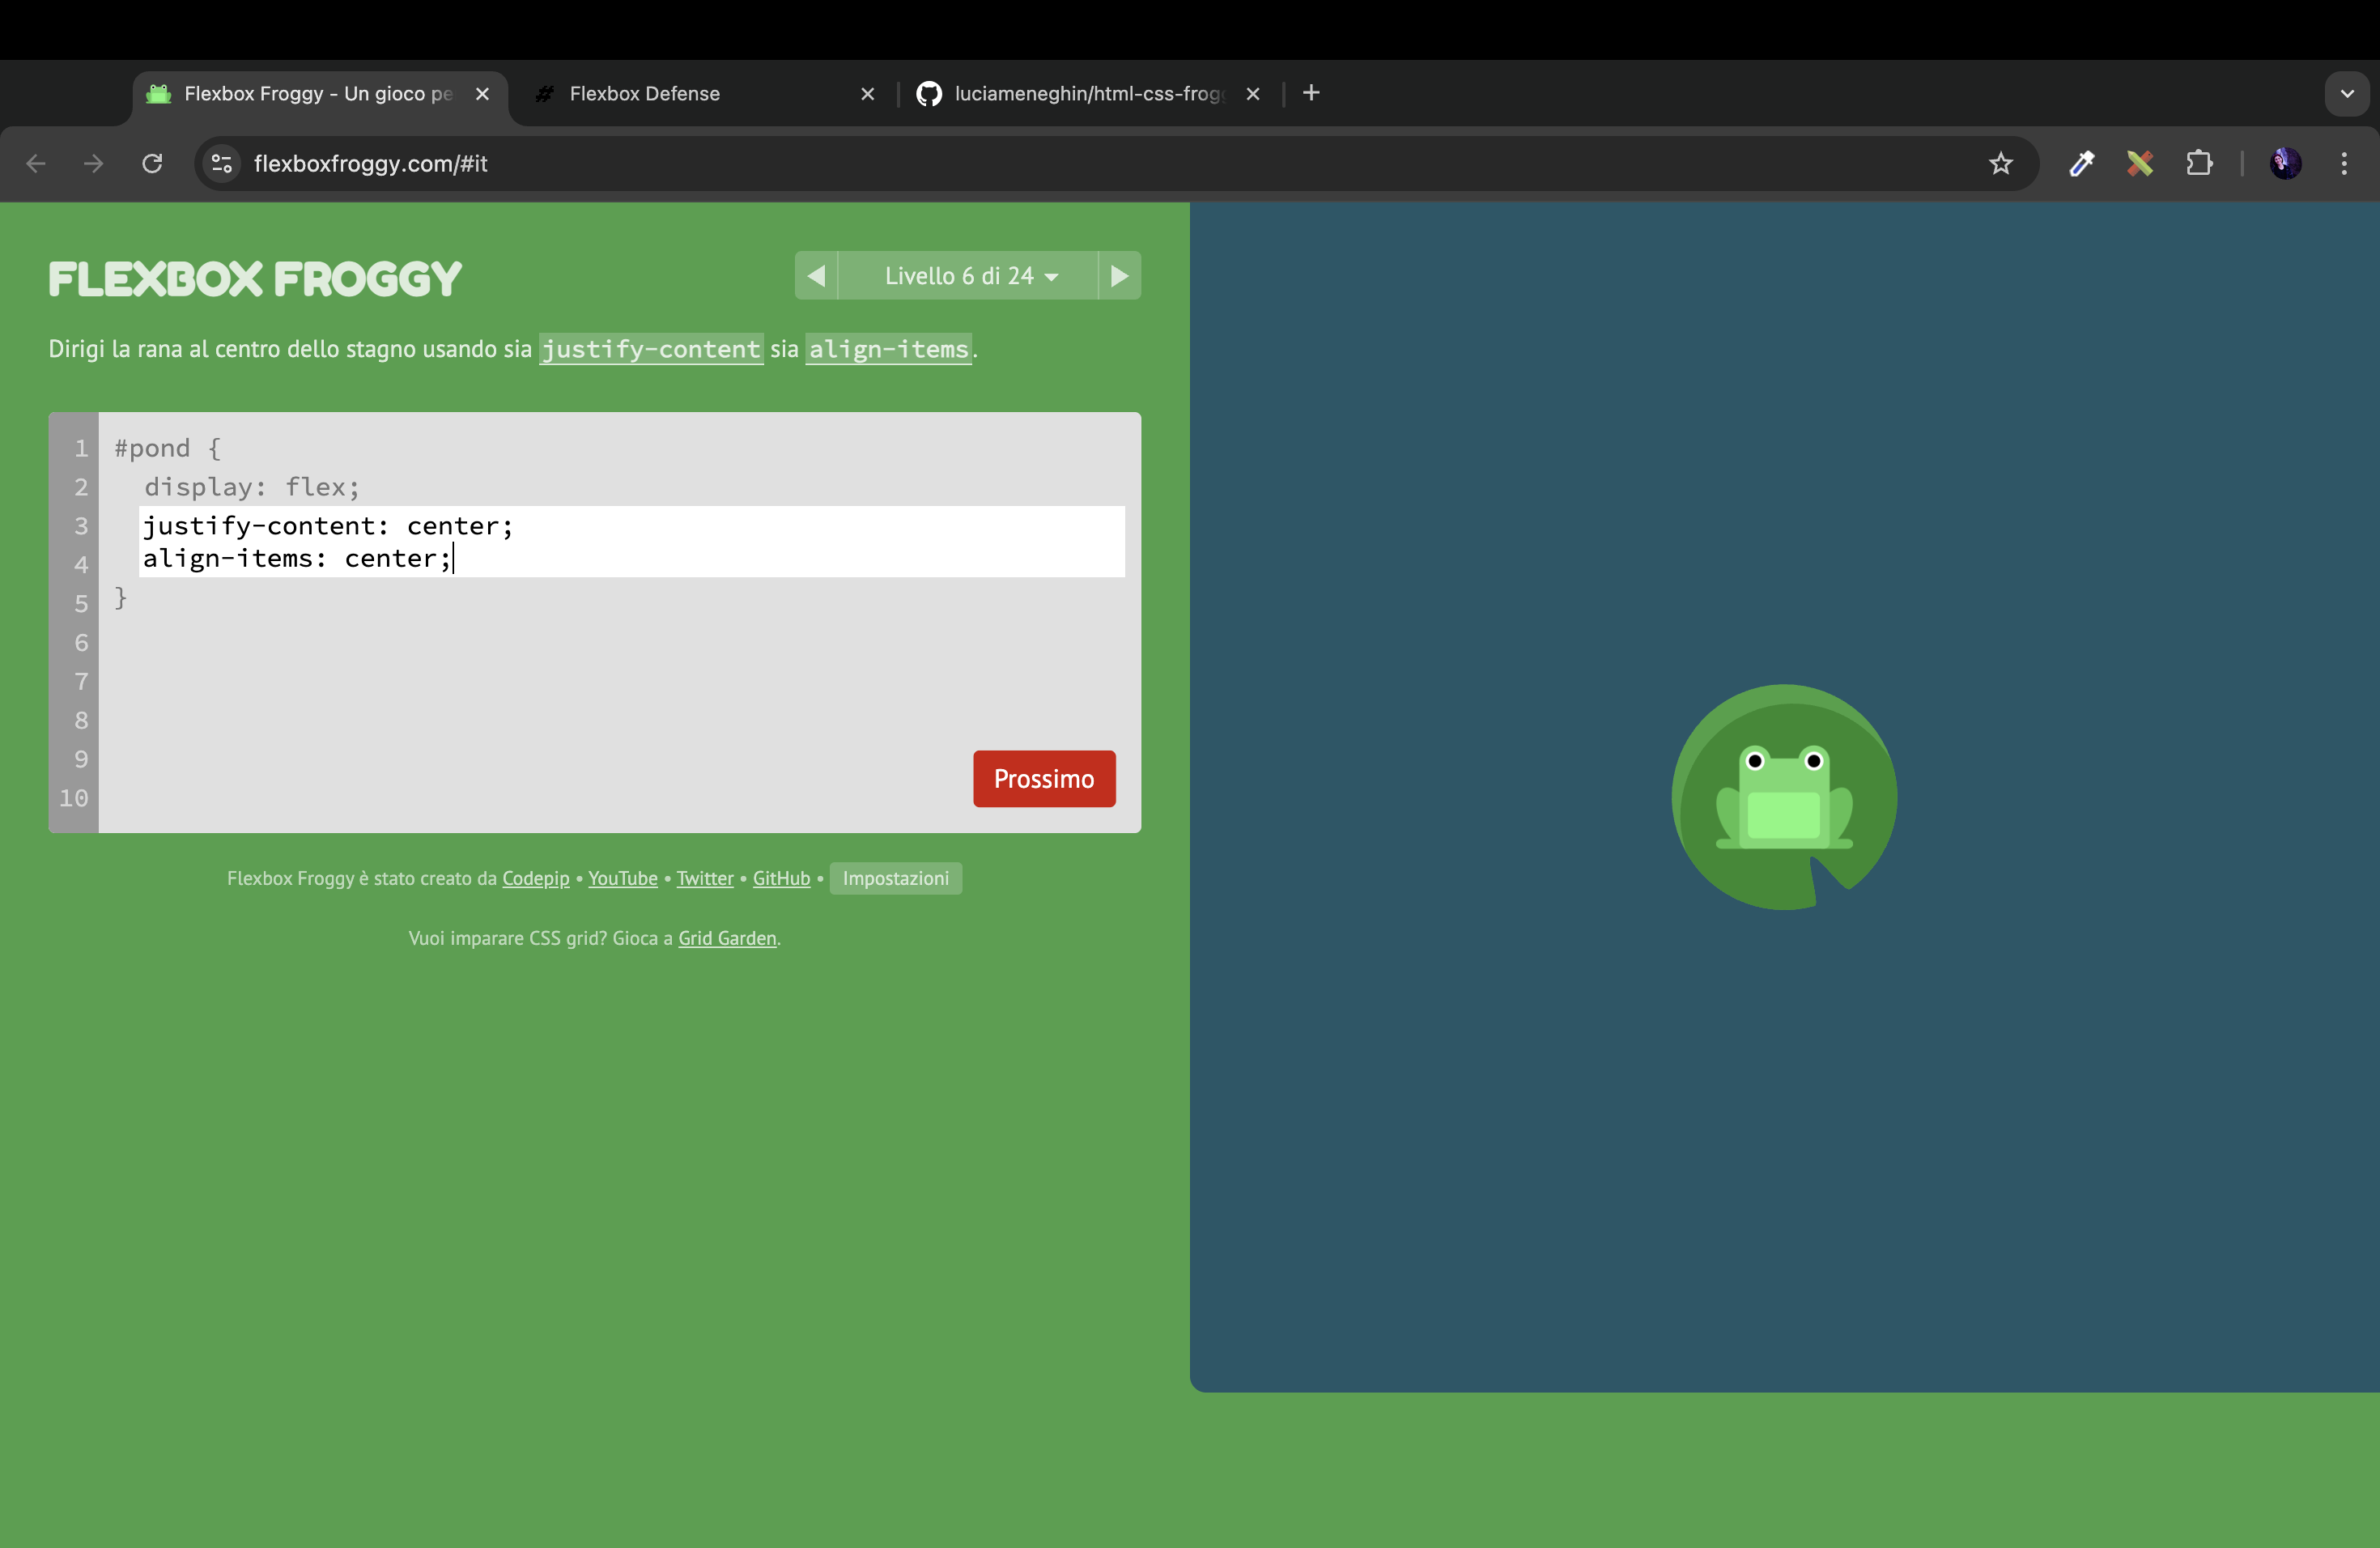 Flexbox Froggy - Un gioco pe
Flexbox Defense
luciameneghin/html-css-frogg
flexboxfroggy.com/#it
FLEXBOX FROGGY
Livello 6 di 24
Dirigi la rana al centro dello stagno usando sia justify-content sia align-items.
1 #pond {
2 display: flex;
3 justify-content: center;
4 align-items: center;
5 }
6
7
8
9
10
Prossimo
Flexbox Froggy è stato creato da Codepip • YouTube • Twitter • GitHub • Impostazioni
Vuoi imparare CSS grid? Gioca a Grid Garden.